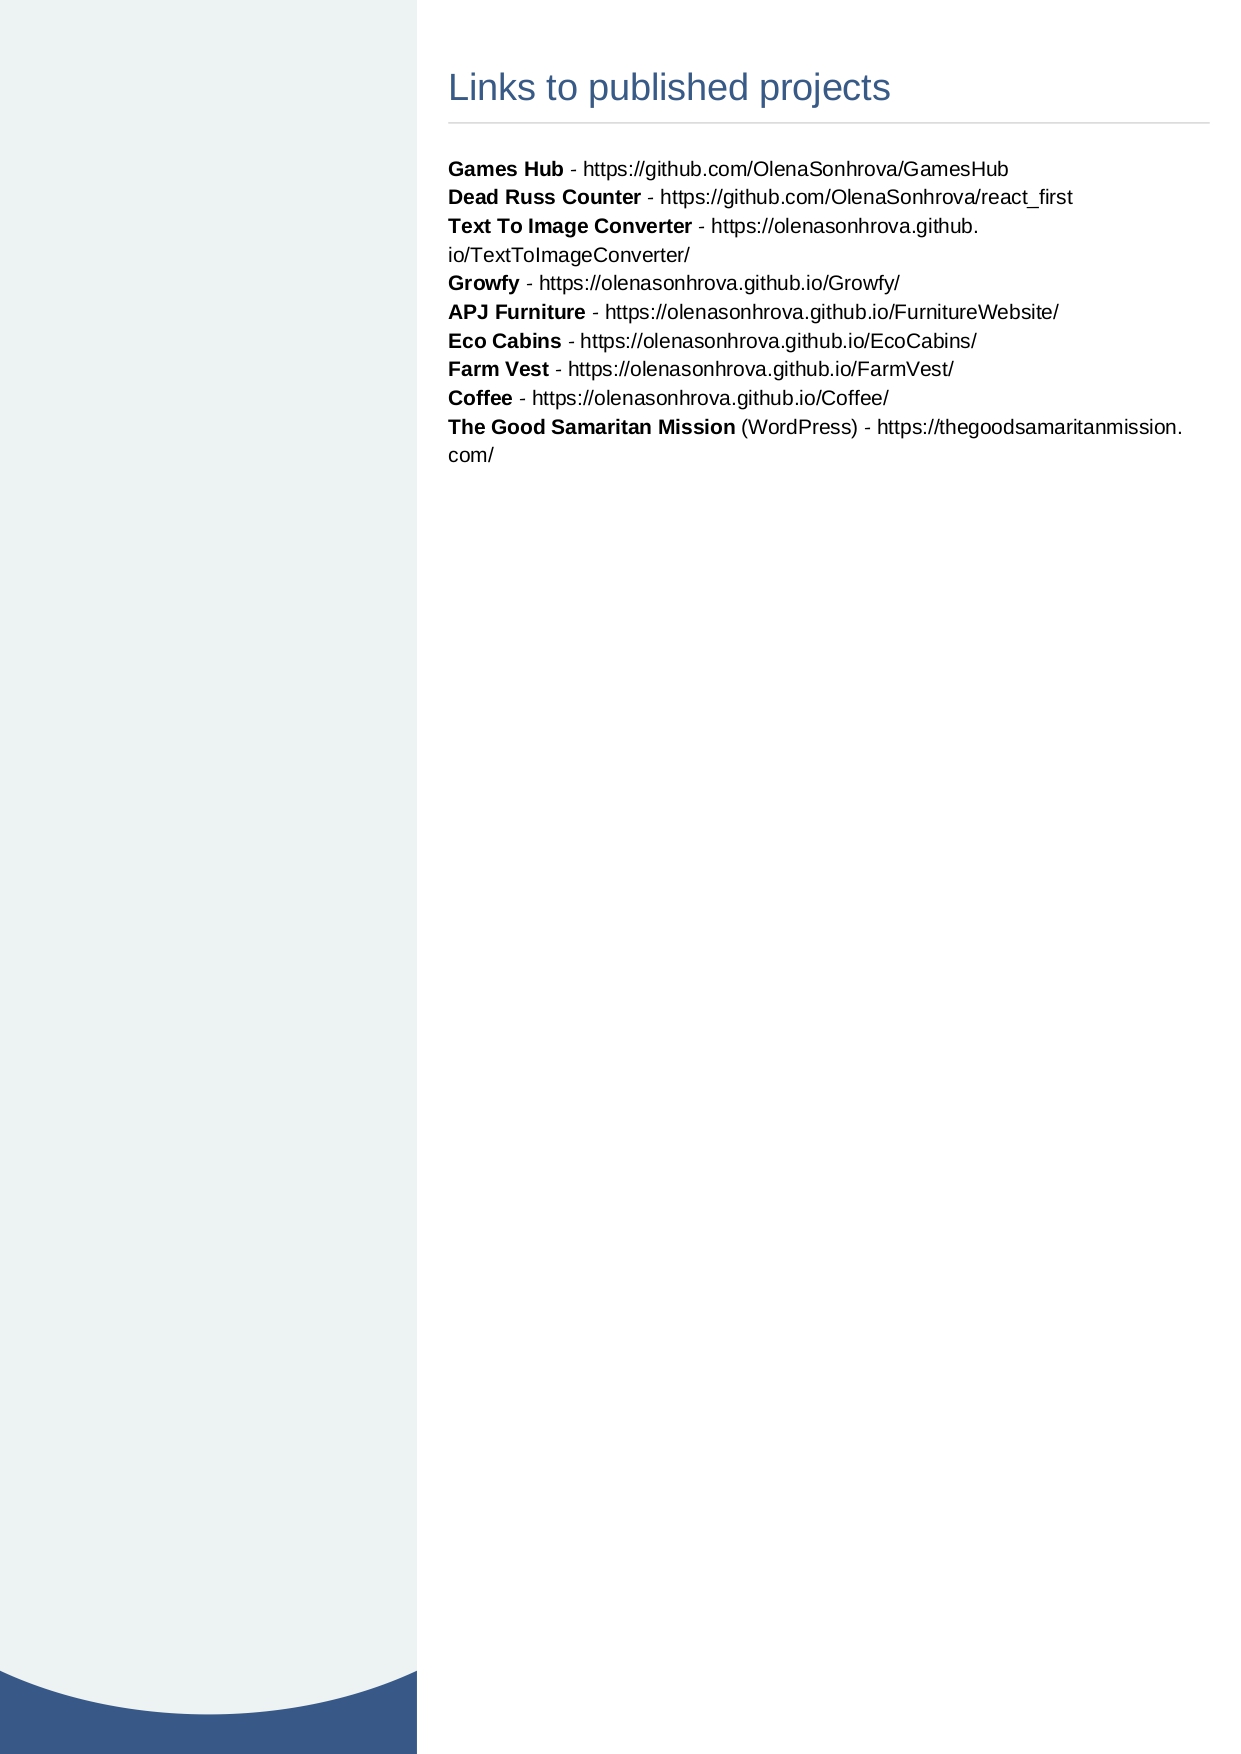 Links to published projects
Games Hub - https://github.com/OlenaSonhrova/GamesHub
Dead Russ Counter - https://github.com/OlenaSonhrova/react_first
Text To Image Converter - https://olenasonhrova.github.
io/TextToImageConverter/
Growfy - https://olenasonhrova.github.io/Growfy/
APJ Furniture - https://olenasonhrova.github.io/FurnitureWebsite/
Eco Cabins - https://olenasonhrova.github.io/EcoCabins/
Farm Vest - https://olenasonhrova.github.io/FarmVest/
Coffee - https://olenasonhrova.github.io/Coffee/
The Good Samaritan Mission (WordPress) - https://thegoodsamaritanmission.
com/